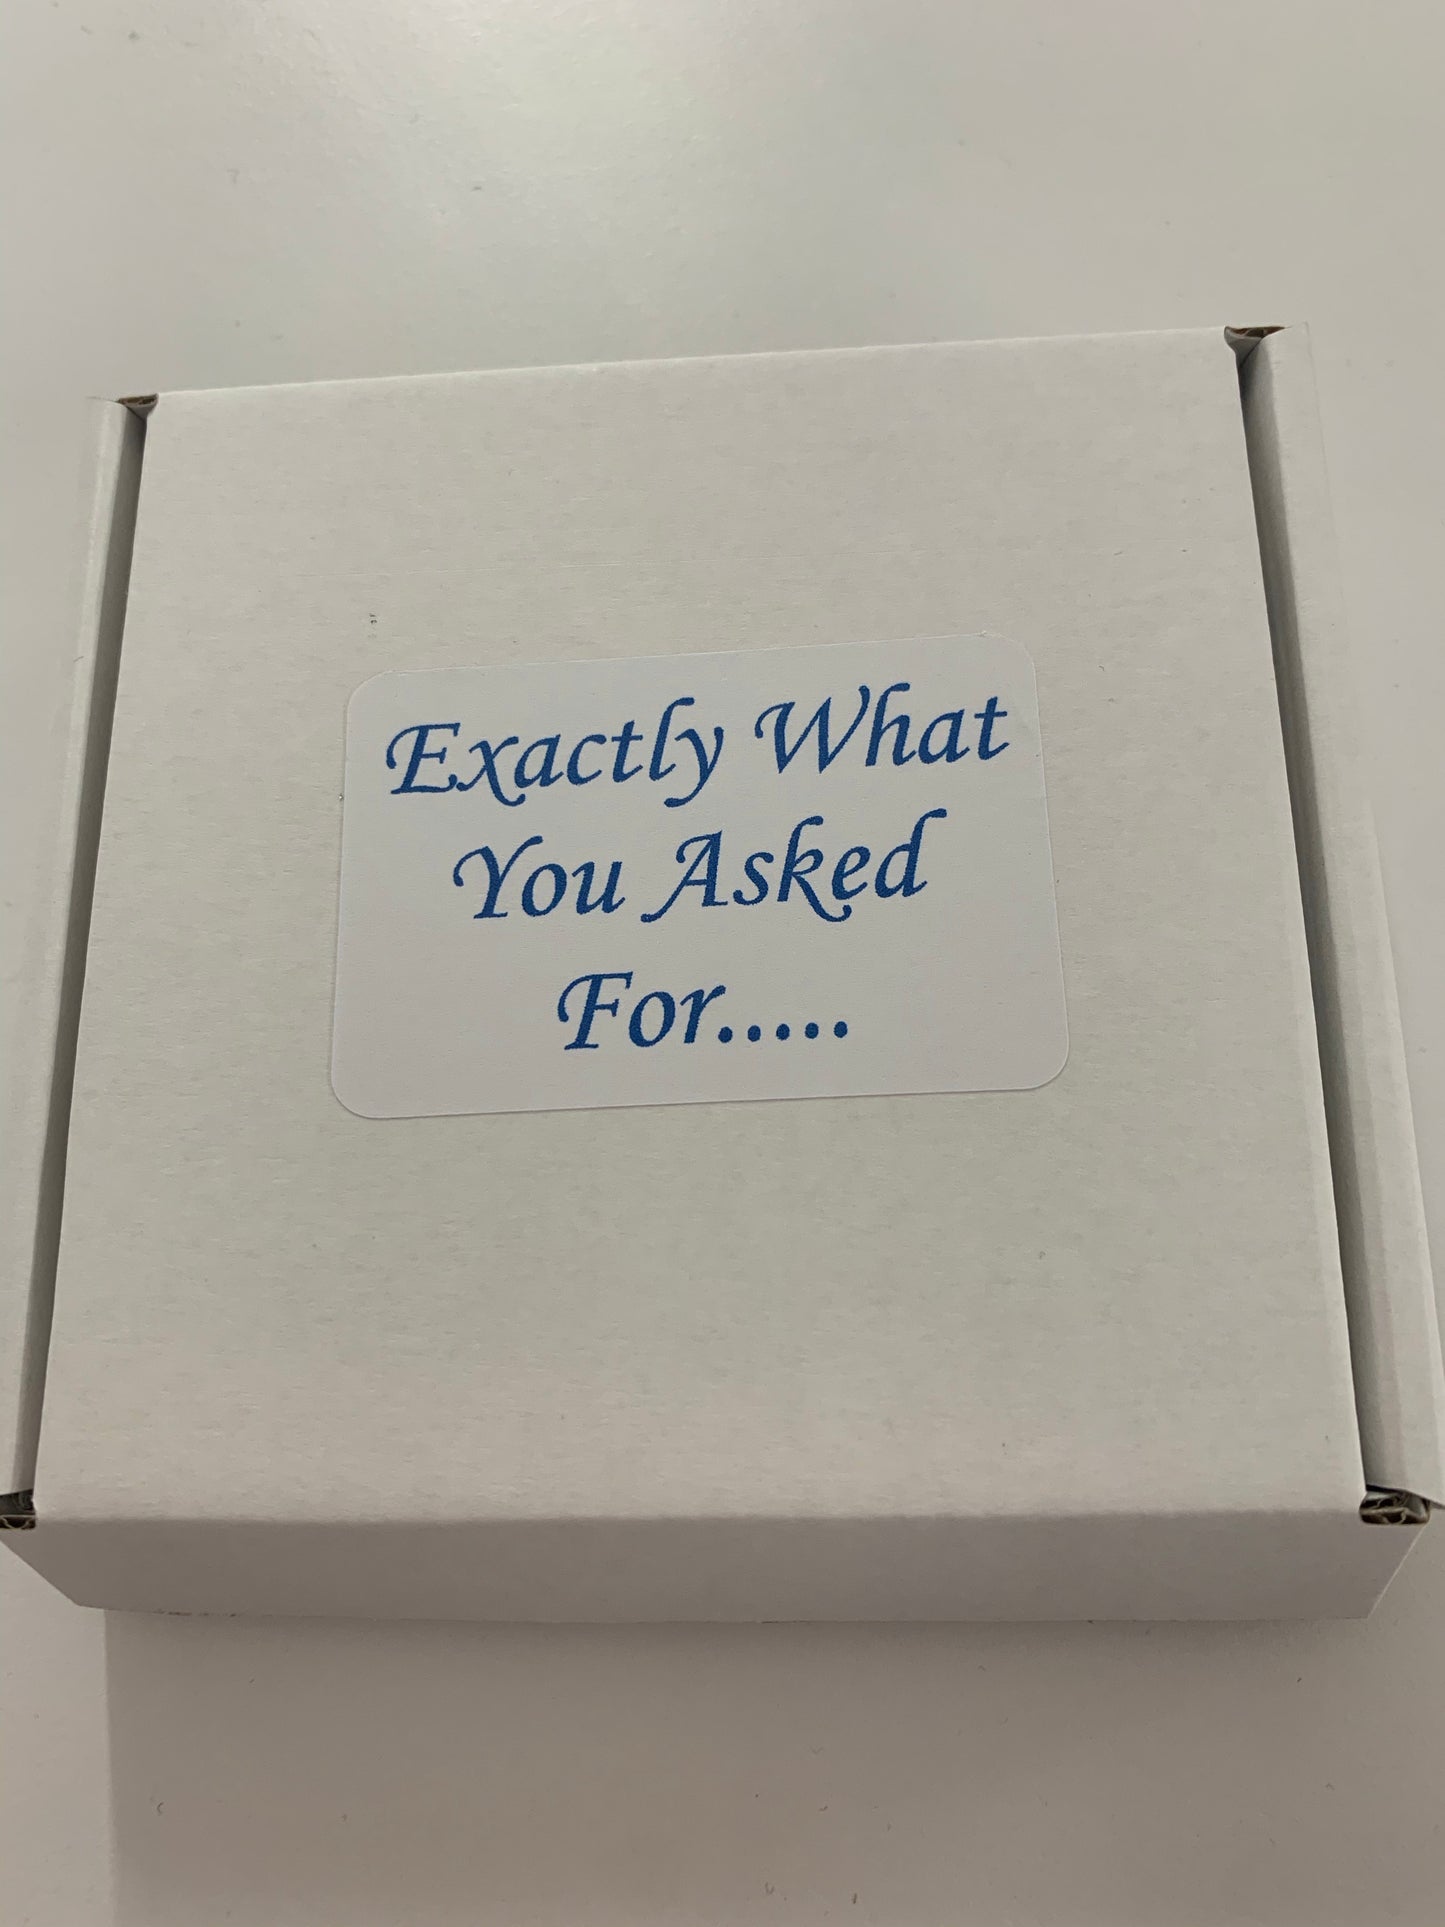 Exactly What
You Asked
For.....